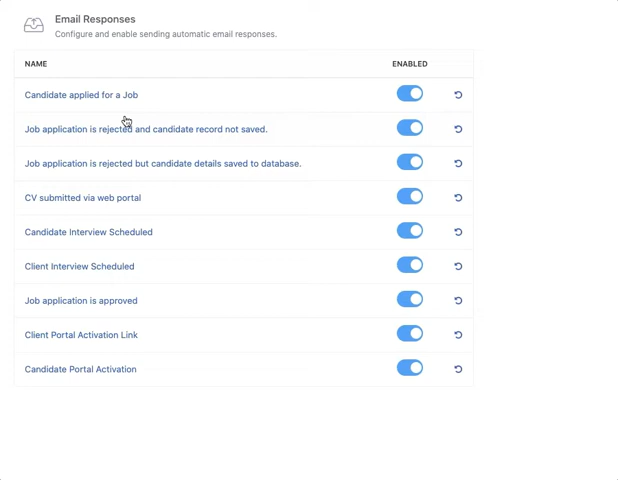 Email Responses
Configure and enable sending automatic email responses.
NAME ENABLED
Candidate applied for a Job
Job application is rejected and candidate record not saved.
Job application is rejected but candidate details saved to database.
CV submitted via web portal
Candidate Interview Scheduled
Client Interview Scheduled
Job application is approved
Client Portal Activation Link
Candidate Portal Activation